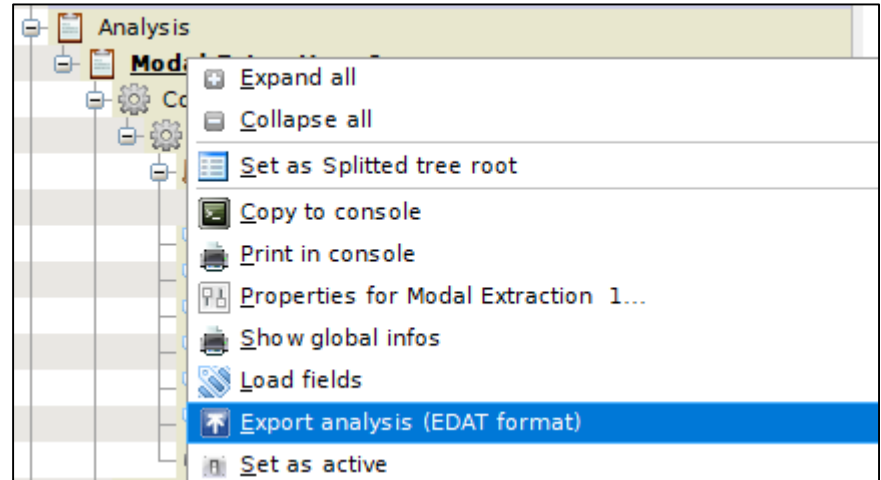 Analysis
Expand all
Collapse all
Set as Splitted tree root
Copy to console
Print in console
Properties for Modal Extraction 1...
Show global infos
Load fields
Export analysis (EDAT format)
Set as active